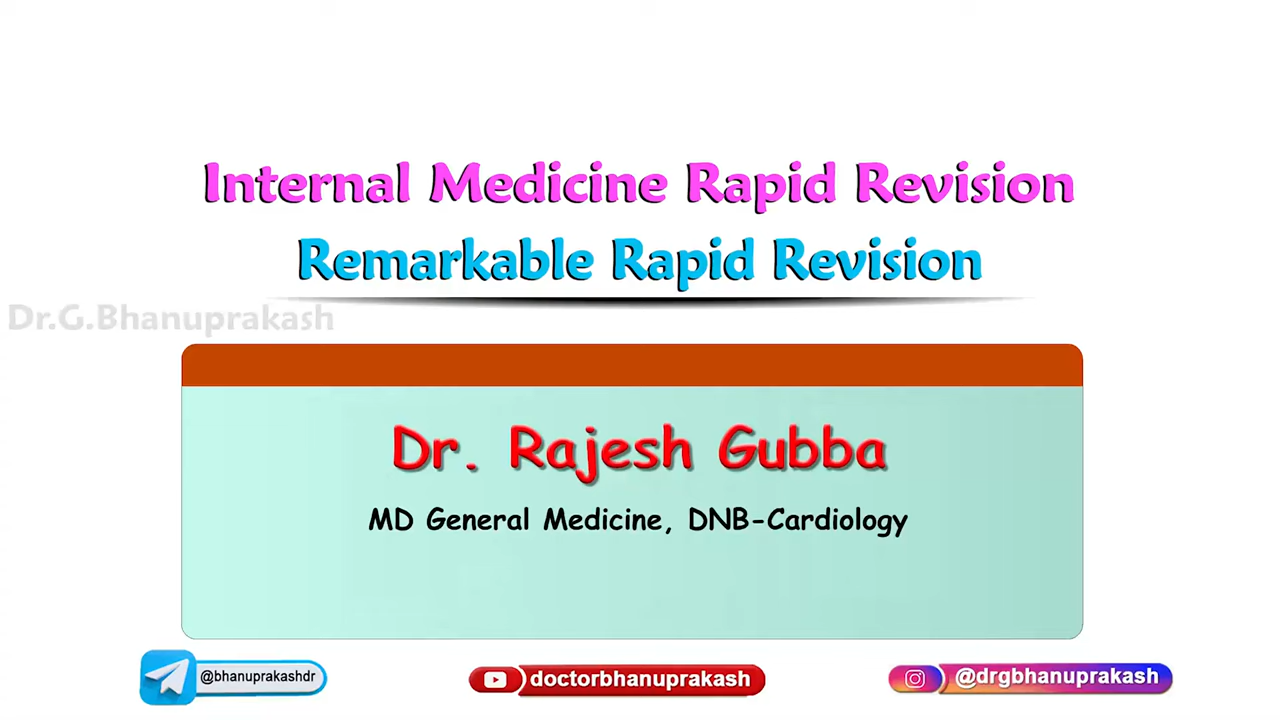 Internal Medicine Rapid Revision
Remarkable Rapid Revision
Dr.G.Bhanuprakash
Dr. Rajesh Gubba
MD General Medicine, DNB-Cardiology
@bhanuprakashdr
doctorbhanuprakash
@drgbhanuprakash